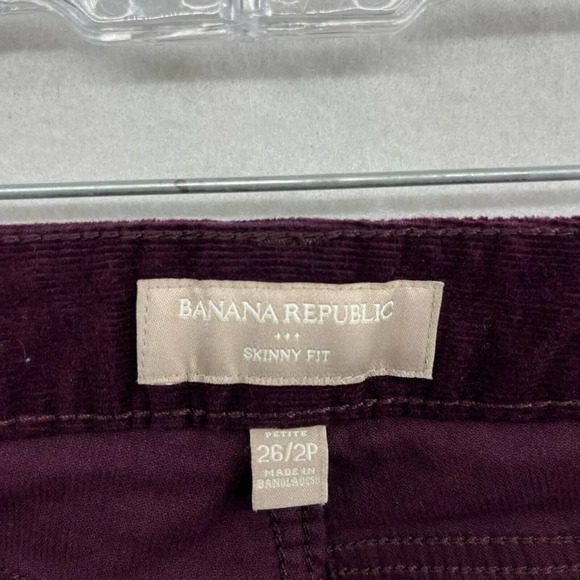 BANANA REPUBLIC
SKINNY FIT
PETITE
26/2P
MADE IN
BANGLADESH